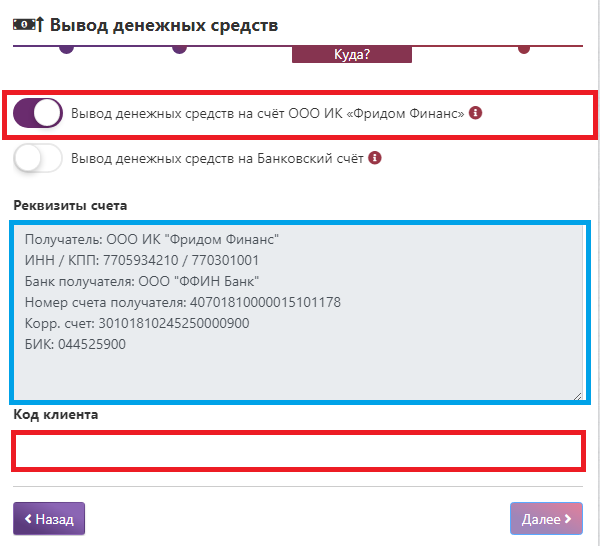 Вывод денежных средств
Куда?
Вывод денежных средств на счёт ООО ИК «Фридом Финанс»
Вывод денежных средств на Банковский счёт
Реквизиты счета
Получатель: ООО ИК "Фридом Финанс"
ИНН / КПП: 7705934210 / 770301001
Банк получателя: ООО "ФФИН Банк"
Номер счета получателя: 40701810000015101178
Корр. счет: 30101810245250000900
БИК: 044525900
Код клиента
Назад
Далее